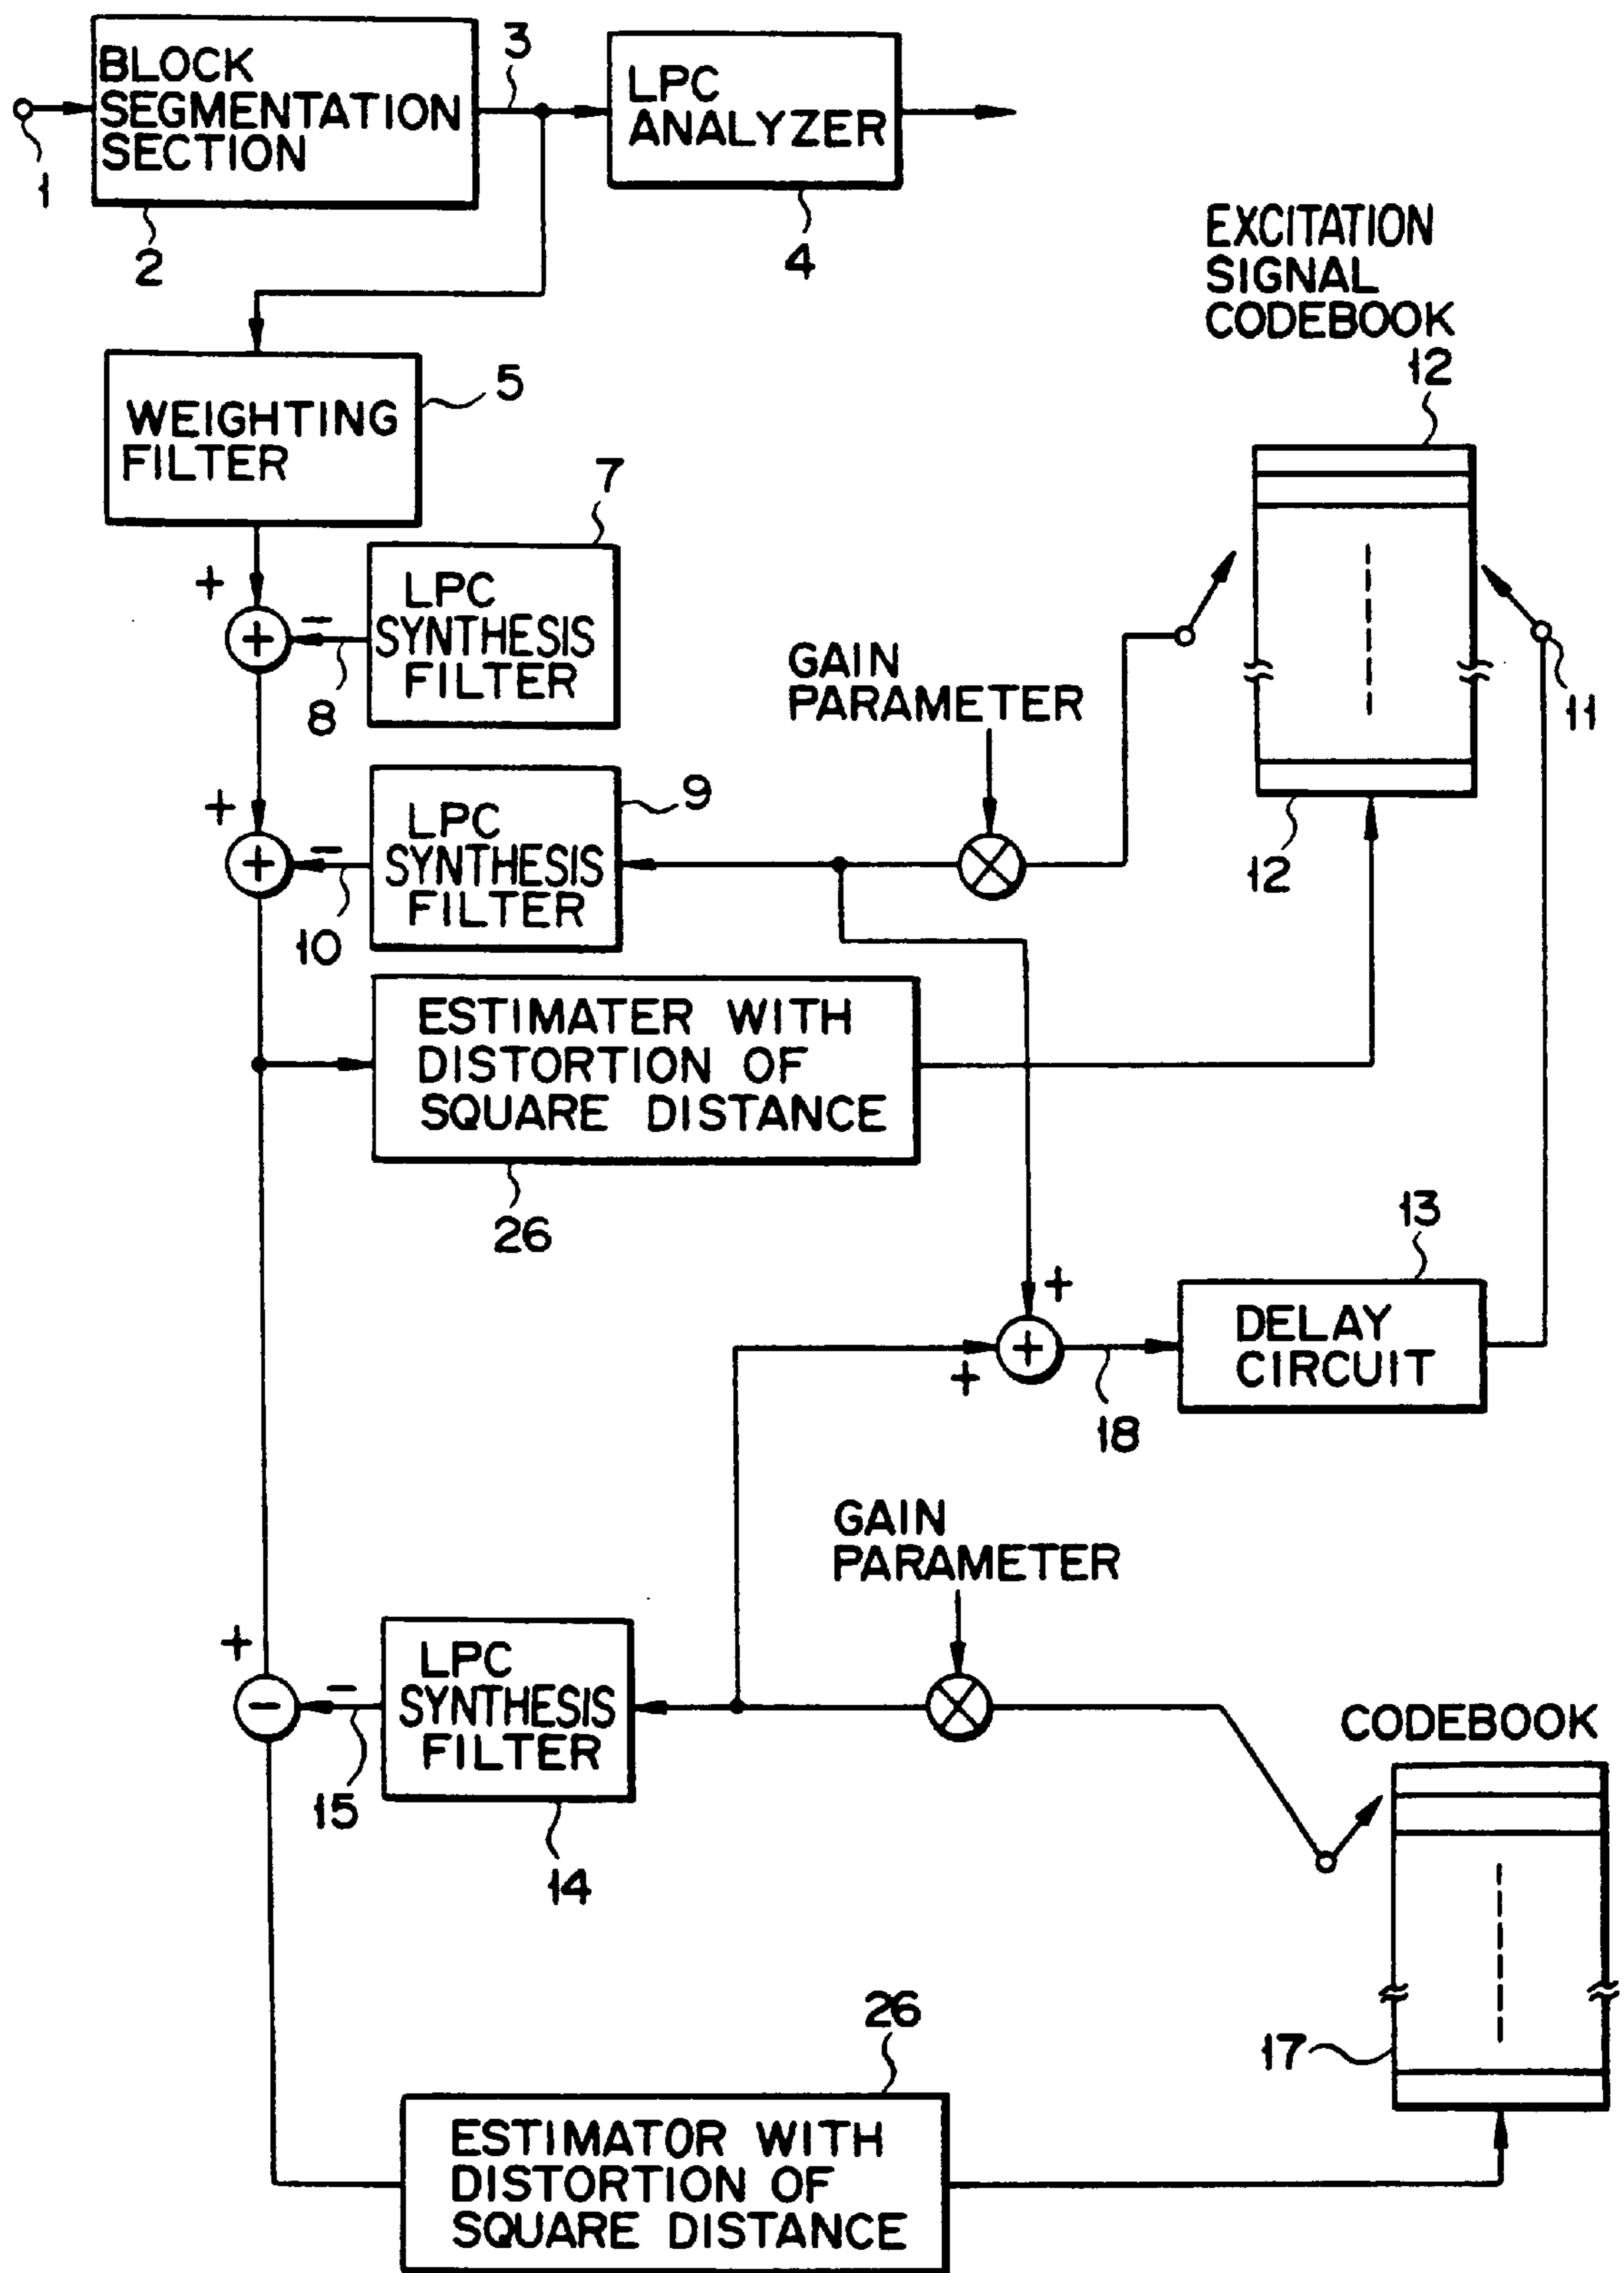 BLOCK
SEGMENTATION
SECTION
3
LPC
ANALYZER
1
2
4
EXCITATION
SIGNAL
CODEBOOK
12
WEIGHTING
FILTER
5
7
+
+
−
LPC
SYNTHESIS
FILTER
8
GAIN
PARAMETER
11
+
+
−
LPC
SYNTHESIS
FILTER
9
10
12
ESTIMATER WITH
DISTORTION OF
SQUARE DISTANCE
26
13
+
+
+
18
DELAY
CIRCUIT
GAIN
PARAMETER
+
−
−
LPC
SYNTHESIS
FILTER
15
14
CODEBOOK
17
26
ESTIMATOR WITH
DISTORTION OF
SQUARE DISTANCE